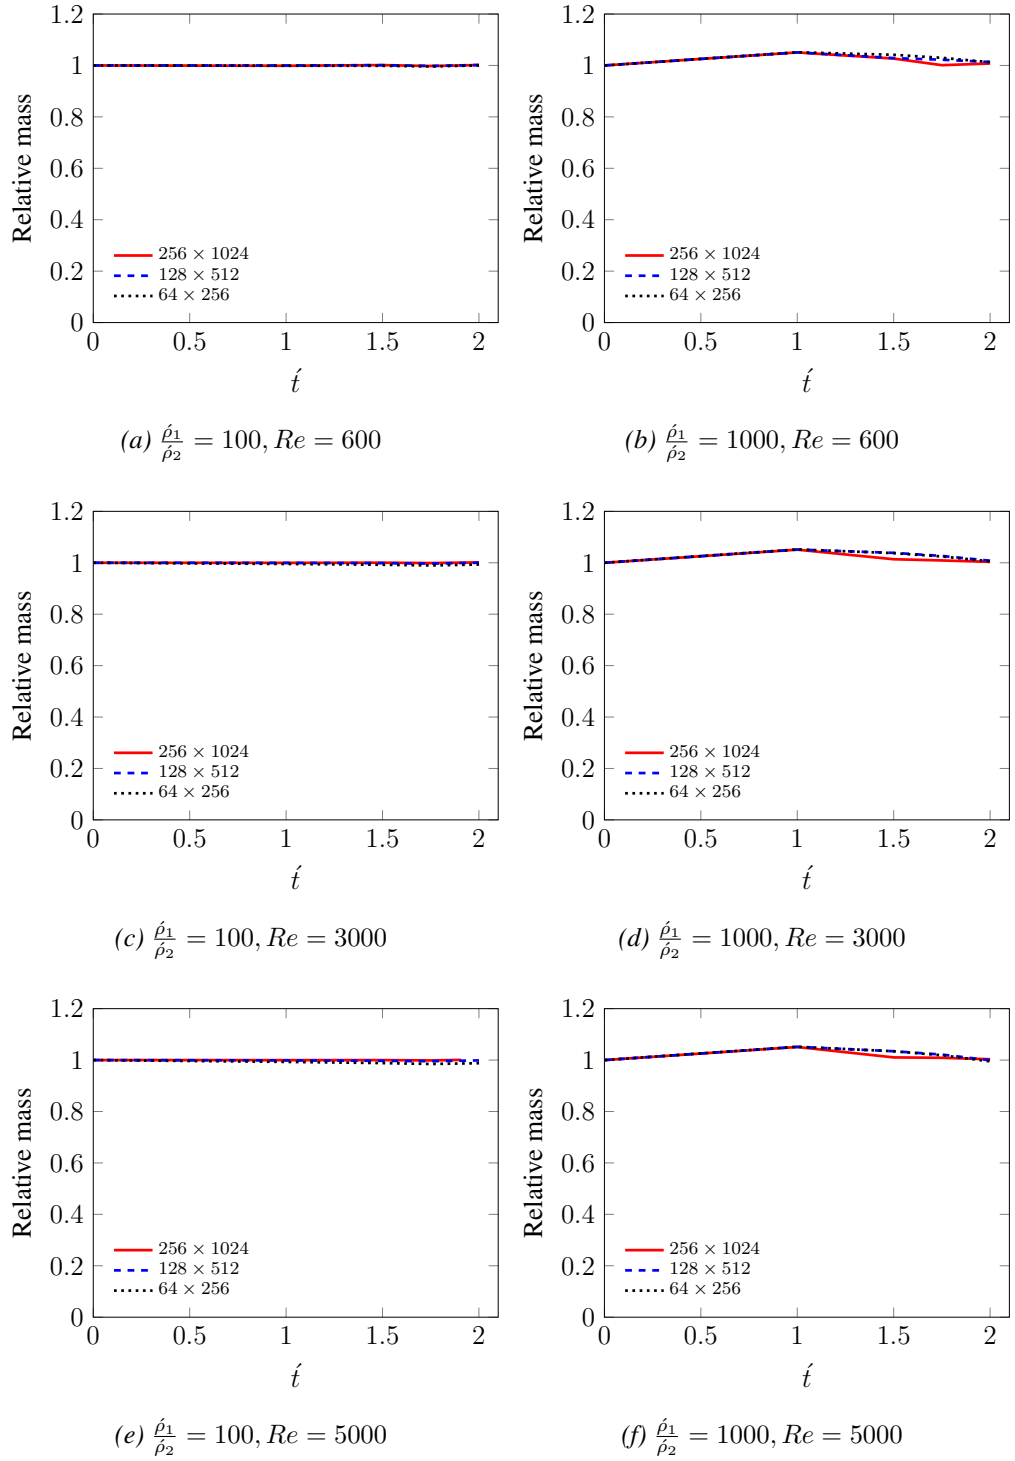 1.2
1
0.8
0.6
0.4
0.2
0
Relative mass
256 × 1024
128 × 512
64 × 256
0 0.5 1 1.5 2
t́
(a) ρ́₁/ρ́₂ = 100, Re = 600
1.2
1
0.8
0.6
0.4
0.2
0
Relative mass
256 × 1024
128 × 512
64 × 256
0 0.5 1 1.5 2
t́
(b) ρ́₁/ρ́₂ = 1000, Re = 600
1.2
1
0.8
0.6
0.4
0.2
0
Relative mass
256 × 1024
128 × 512
64 × 256
0 0.5 1 1.5 2
t́
(c) ρ́₁/ρ́₂ = 100, Re = 3000
1.2
1
0.8
0.6
0.4
0.2
0
Relative mass
256 × 1024
128 × 512
64 × 256
0 0.5 1 1.5 2
t́
(d) ρ́₁/ρ́₂ = 1000, Re = 3000
1.2
1
0.8
0.6
0.4
0.2
0
Relative mass
256 × 1024
128 × 512
64 × 256
0 0.5 1 1.5 2
t́
(e) ρ́₁/ρ́₂ = 100, Re = 5000
1.2
1
0.8
0.6
0.4
0.2
0
Relative mass
256 × 1024
128 × 512
64 × 256
0 0.5 1 1.5 2
t́
(f) ρ́₁/ρ́₂ = 1000, Re = 5000